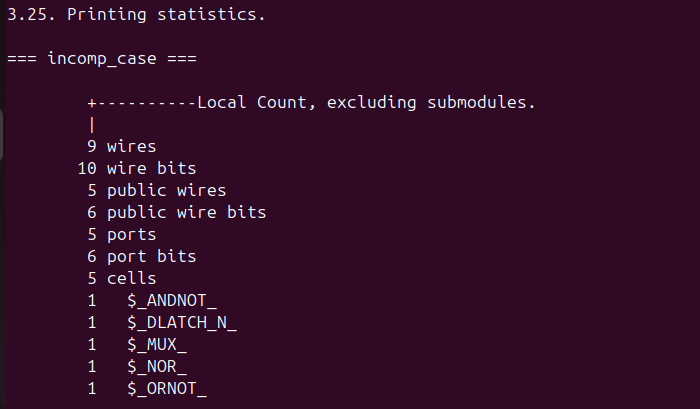 3.25. Printing statistics.
=== incomp_case ===
+----------Local Count, excluding submodules.
|
9 wires
10 wire bits
5 public wires
6 public wire bits
5 ports
6 port bits
5 cells
1   $_ANDNOT_
1   $_DLATCH_N_
1   $_MUX_
1   $_NOR_
1   $_ORNOT_